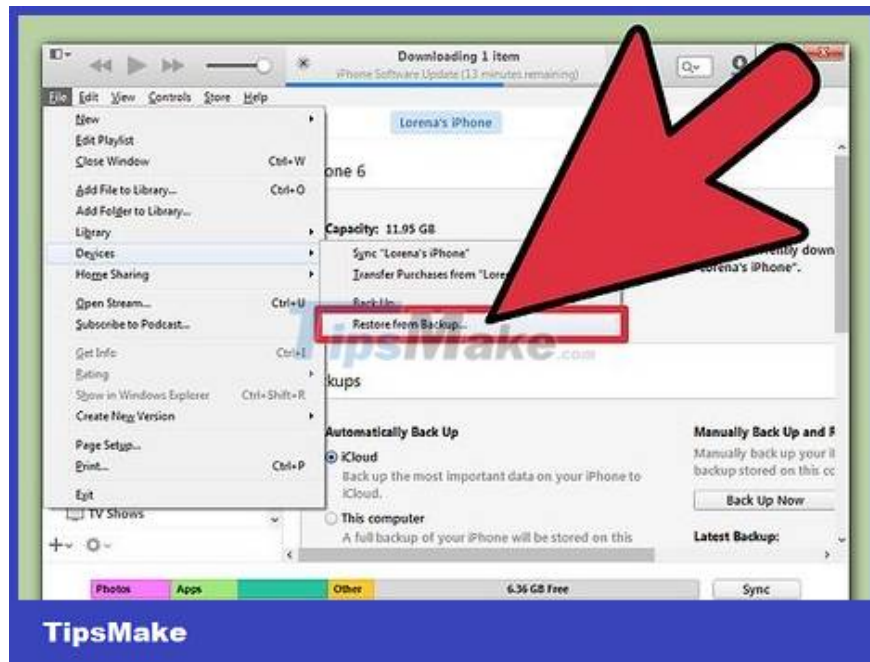 Downloading 1 item
iPhone Software Update (13 minutes remaining)
File Edit View Controls Store Help
Lorena's iPhone
New
Edit Playlist
Close Window Ctrl+W
Add File to Library... Ctrl+O
Add Folder to Library...
Library
Devices
Home Sharing
Open Stream... Ctrl+U
Subscribe to Podcast...
Get Info Ctrl+I
Rating
Show in Windows Explorer Ctrl+Shift+R
Create New Version
Page Setup...
Print... Ctrl+P
Exit
TV Shows
one 6
Capacity: 11.95 GB
Sync "Lorena's iPhone"
Transfer Purchases from "Lore
Back Up
Restore from Backup...
ently down
"Lorena's iPhone".
TipsMake.com
kups
Automatically Back Up
iCloud
Back up the most important data on your iPhone to
iCloud.
This computer
A full backup of your iPhone will be stored on this
Manually Back Up and R
Manually back up your i
backup stored on this co
Back Up Now
Latest Backup:
Photos Apps Other 6.36 GB Free Sync
TipsMake